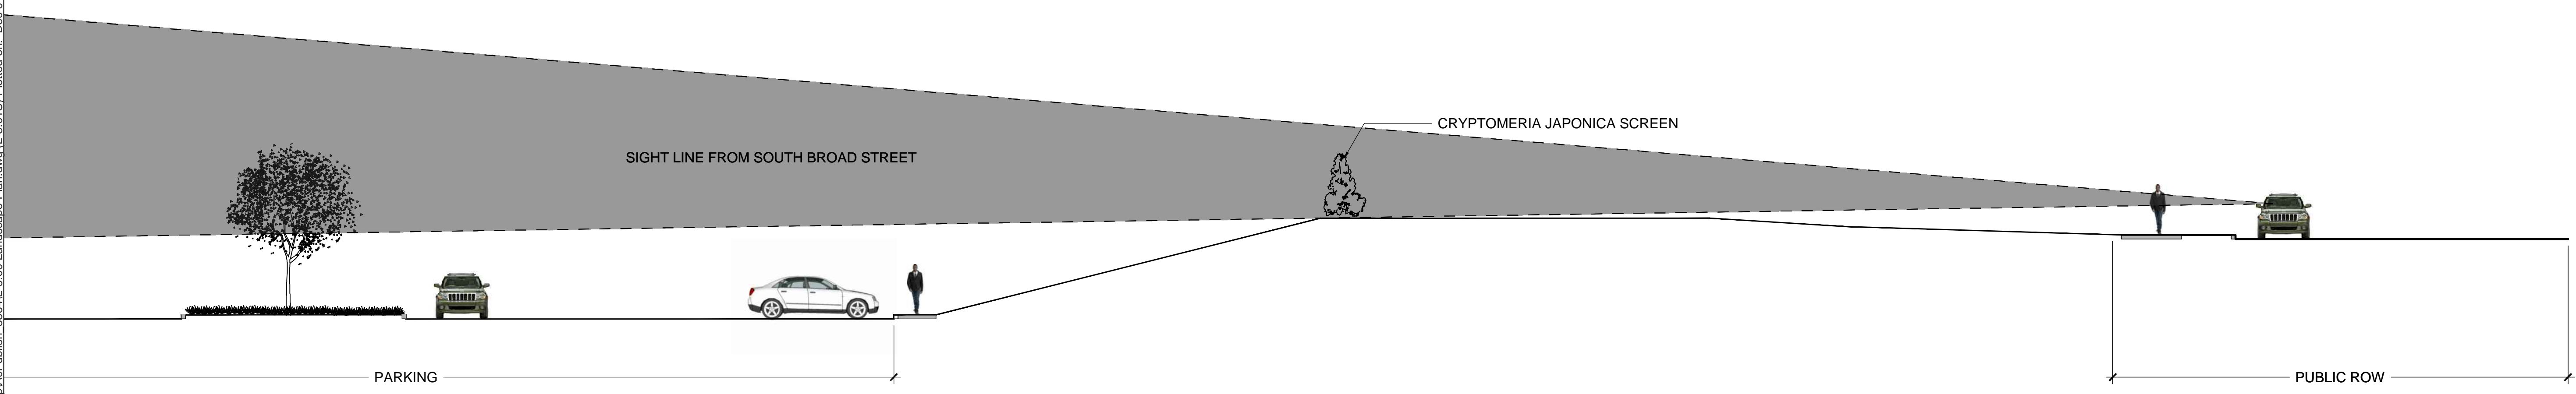 CRYPTOMERIA JAPONICA SCREEN
SIGHT LINE FROM SOUTH BROAD STREET
PARKING
PUBLIC ROW